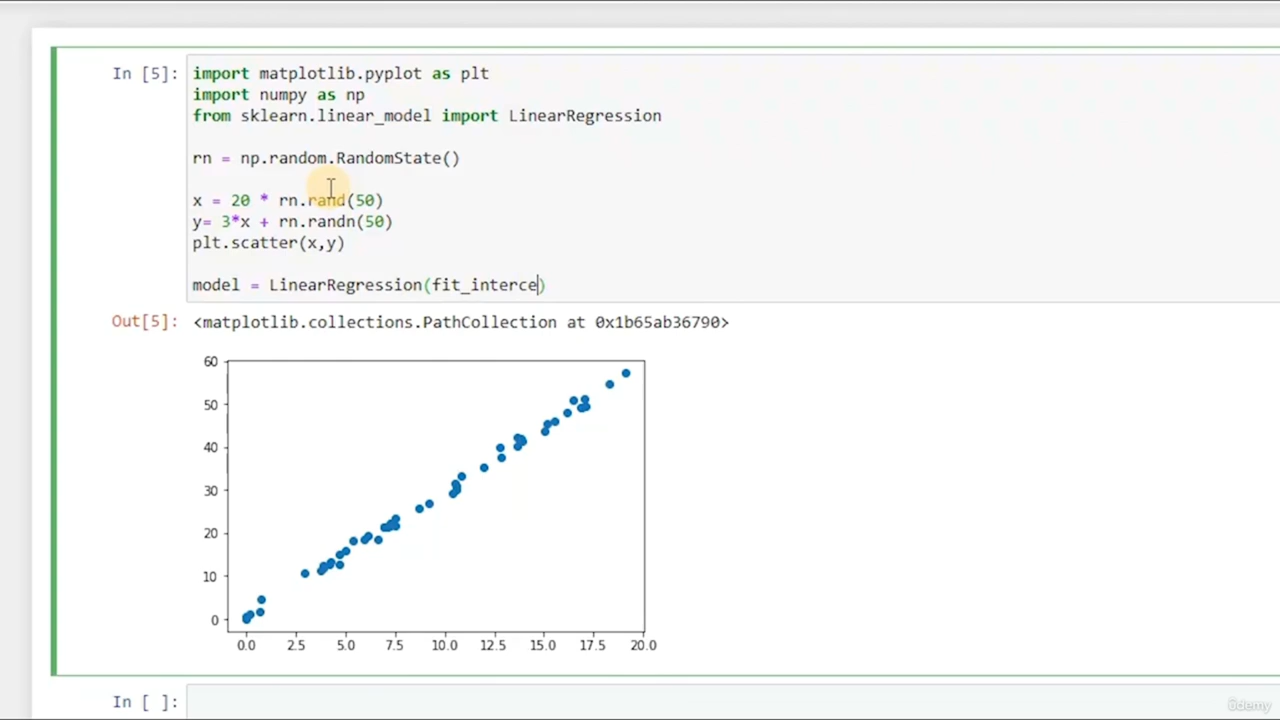 In [5]:
import matplotlib.pyplot as plt
import numpy as np
from sklearn.linear_model import LinearRegression
rn = np.random.RandomState()
x = 20 * rn.rand(50)
y= 3*x + rn.randn(50)
plt.scatter(x,y)
model = LinearRegression(fit_interce)
Out[5]: <matplotlib.collections.PathCollection at 0x1b65ab36790>
60
50
40
30
20
10
0
0.0 2.5 5.0 7.5 10.0 12.5 15.0 17.5 20.0
In [ ]:
ûdemy